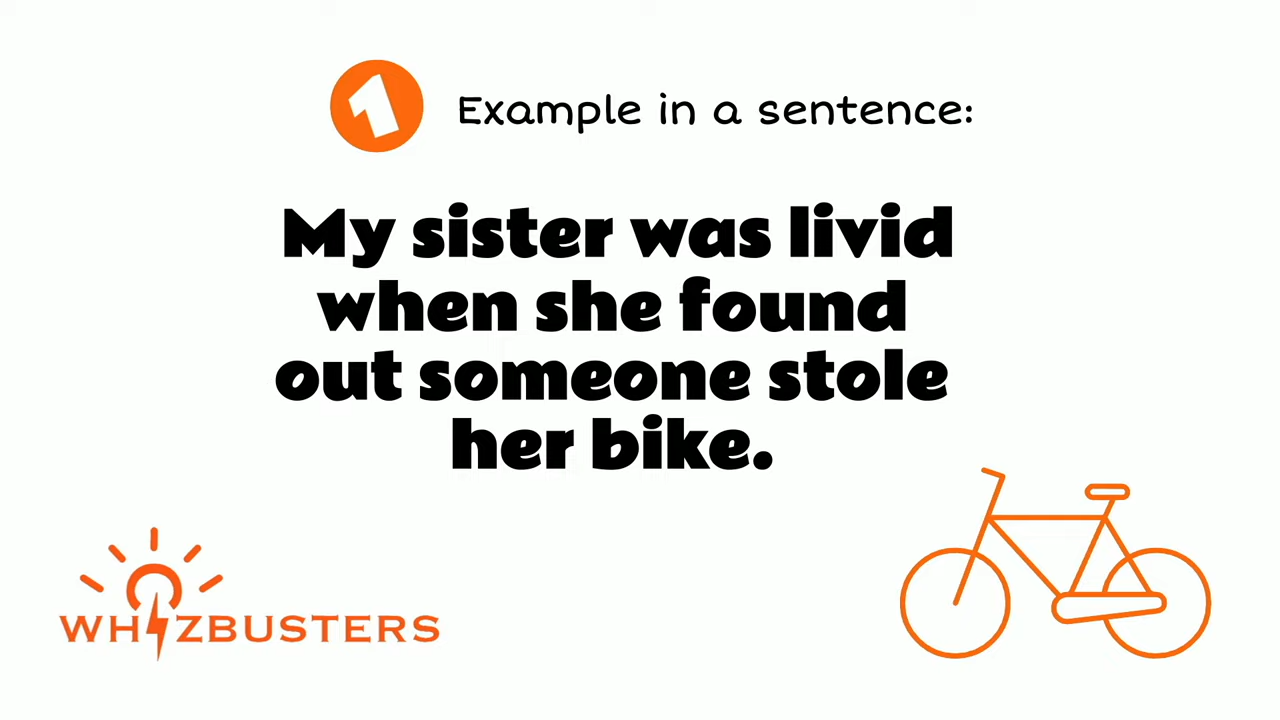 1
Example in a sentence:
My sister was livid
when she found
out someone stole
her bike.
WHIZBUSTERS